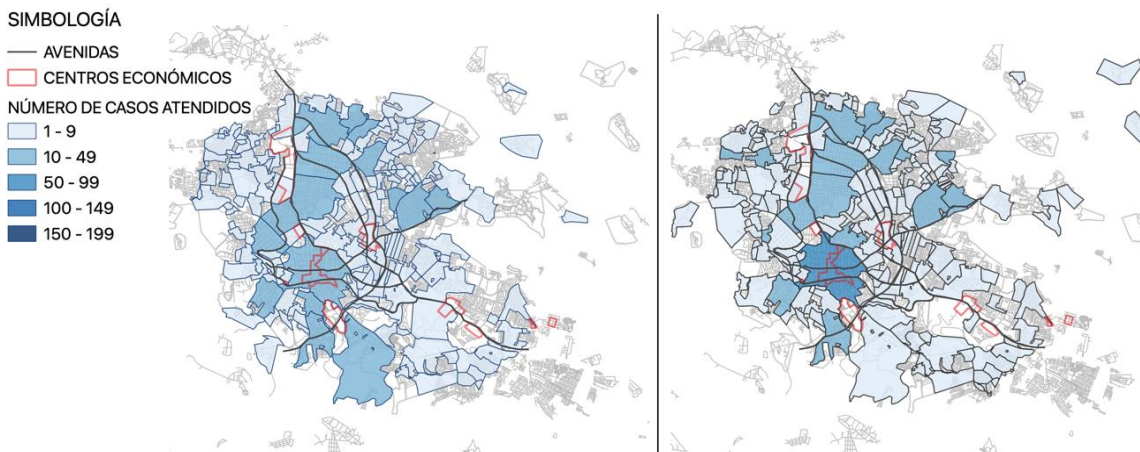 SIMBOLOGÍA
AVENIDAS
CENTROS ECONÓMICOS
NÚMERO DE CASOS ATENDIDOS
1 - 9
10 - 49
50 - 99
100 - 149
150 - 199